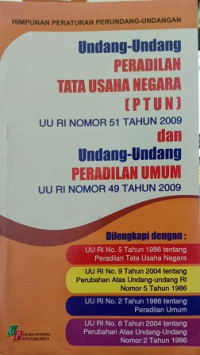 HIMPUNAN PERATURAN PERUNDANG-UNDANGAN
Undang-Undang
PERADILAN
TATA USAHA NEGARA
(PTUN)
UU RI NOMOR 51 TAHUN 2009
dan
Undang-Undang
PERADILAN UMUM
UU RI NOMOR 49 TAHUN 2009
Dilengkapi dengan :
UU RI No. 5 Tahun 1986 tentang
Peradilan Tata Usaha Negara
UU RI No. 9 Tahun 2004 tentang
Perubahan Atas Undang-undang RI
Nomor 5 Tahun 1986
UU RI No. 2 Tahun 1986 tentang
Peradilan Umum
UU RI No. 8 Tahun 2004 tentang
Perubahan Atas Undang-Undang
Nomor 2 Tahun 1986
YOGYAKARTA